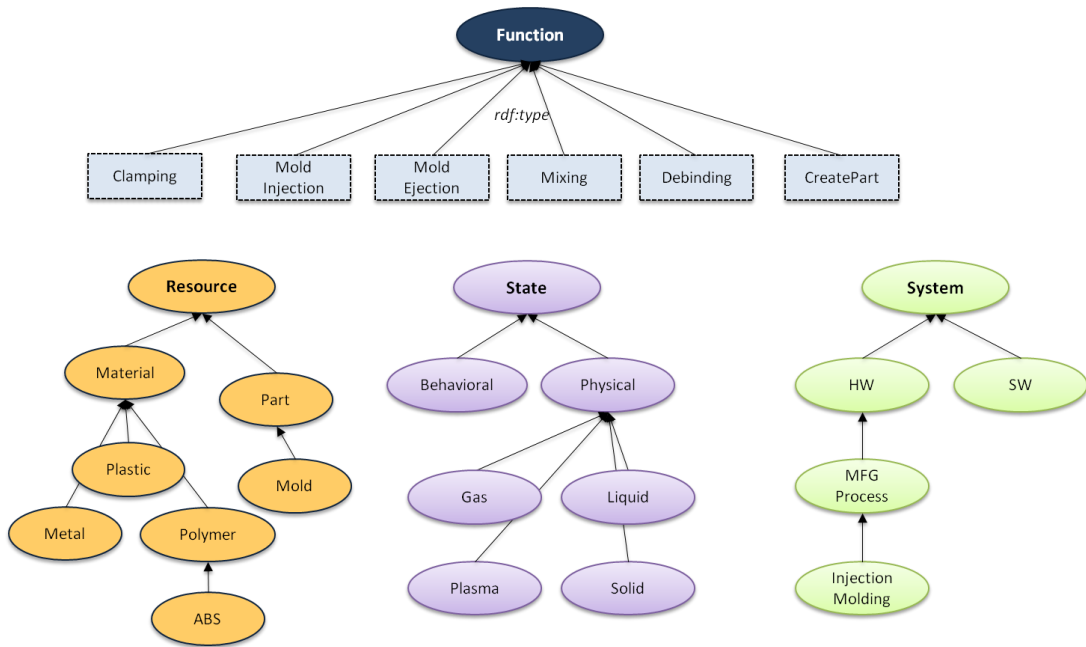 Function
rdf:type
Clamping
Mold
Injection
Mold
Ejection
Mixing
Debinding
CreatePart
Resource
State
System
Material
Part
Behavioral
Physical
HW
SW
Plastic
Mold
Gas
Liquid
MFG
Process
Metal
Polymer
Plasma
Solid
Injection
Molding
ABS